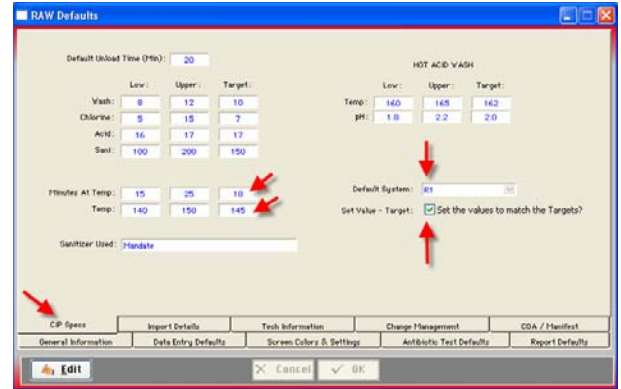 RAW Defaults
Default Unload Time (Min): 20
HOT ACID WASH
Low: Upper: Target:
Low: Upper: Target:
Wash: 8 12 10
Temp: 160 165 162
Chlorine: 5 15 7
pH: 1.8 2.2 2.0
Acid: 16 17 17
Sani: 100 200 150
Minutes At Temp: 15 25 18
Default System: R1
Temp: 140 150 145
Set Value - Target: Set the values to match the Targets?
Sanitizer Used: Mandate
CIP Specs Import Details Tech Information Change Management COA / Manifest
General Information Data Entry Defaults Screen Colors & Settings Antibiotic Test Defaults Report Defaults
Edit Cancel OK